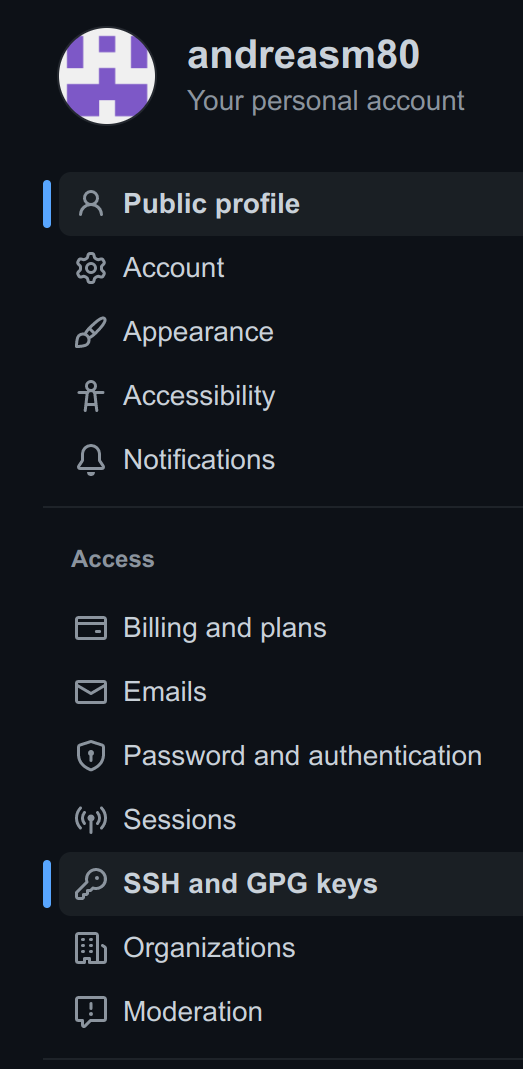 andreasm80
Your personal account
Public profile
Account
Appearance
Accessibility
Notifications
Access
Billing and plans
Emails
Password and authentication
Sessions
SSH and GPG keys
Organizations
Moderation